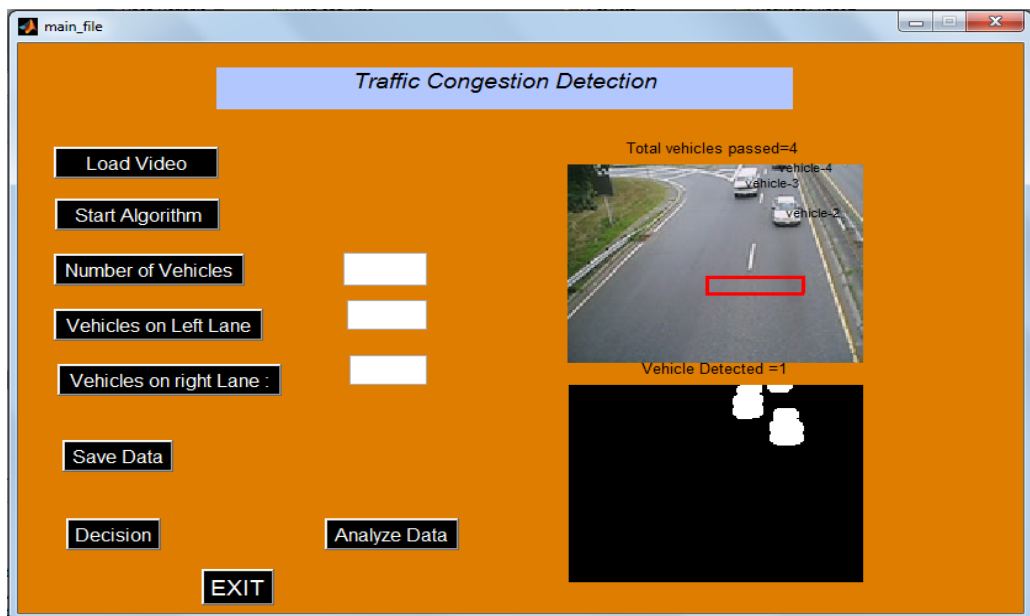 main_file
Traffic Congestion Detection
Load Video
Start Algorithm
Number of Vehicles
Vehicles on Left Lane
Vehicles on right Lane :
Save Data
Decision
Analyze Data
EXIT
Total vehicles passed=4
vehicle-4
vehicle-3
vehicle-2
Vehicle Detected =1